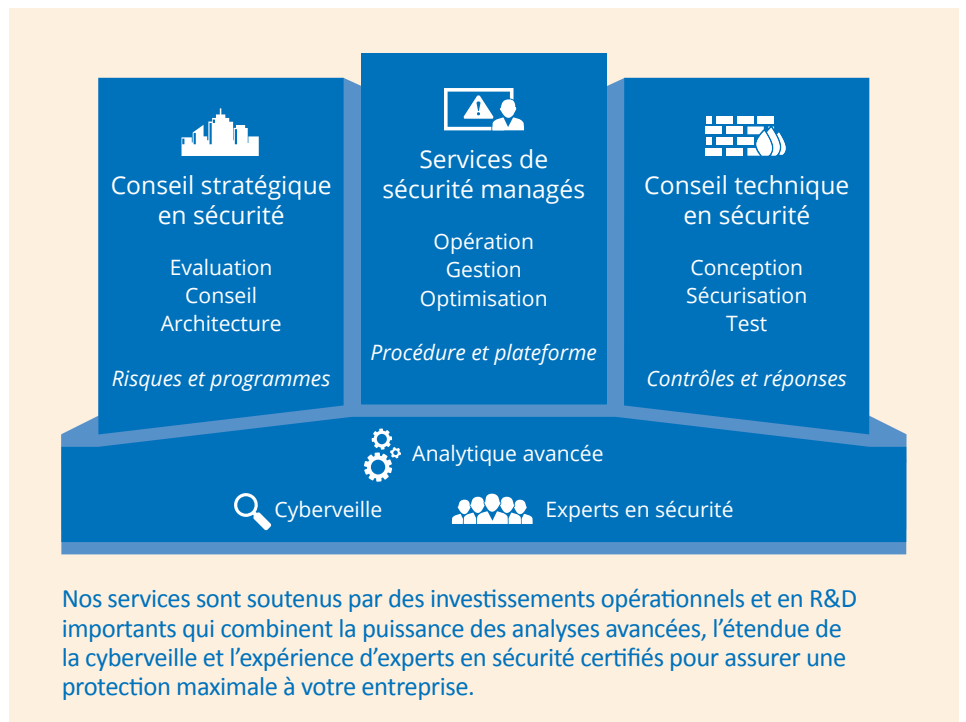 Conseil stratégique
en sécurité
Evaluation
Conseil
Architecture
Risques et programmes
Services de
sécurité managés
Opération
Gestion
Optimisation
Procédure et plateforme
Conseil technique
en sécurité
Conception
Sécurisation
Test
Contrôles et réponses
Analytique avancée
Cyberveille
Experts en sécurité
Nos services sont soutenus par des investissements opérationnels et en R&D
importants qui combinent la puissance des analyses avancées, l’étendue de
la cyberveille et l’expérience d’experts en sécurité certifiés pour assurer une
protection maximale à votre entreprise.